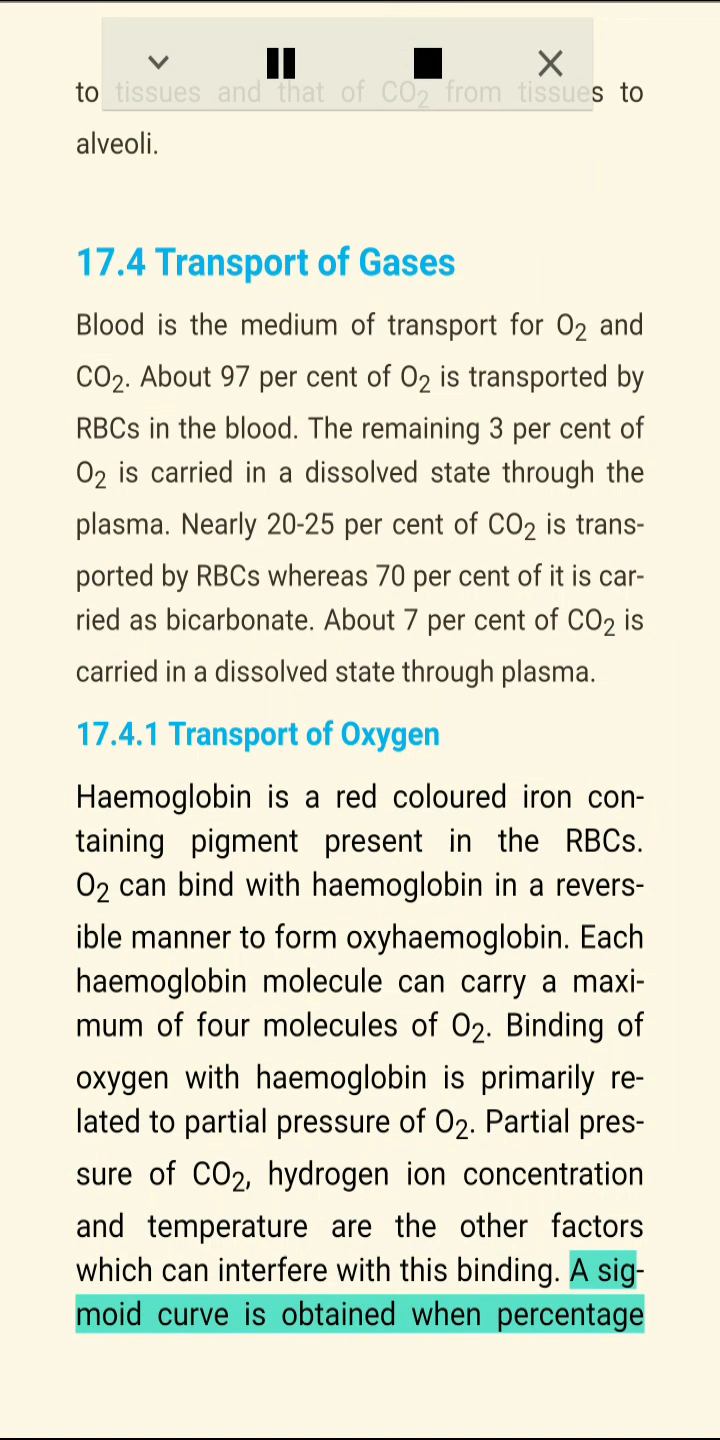 to tissues and that of CO₂ from tissues to
alveoli.
17.4 Transport of Gases
Blood is the medium of transport for O₂ and
CO₂. About 97 per cent of O₂ is transported by
RBCs in the blood. The remaining 3 per cent of
O₂ is carried in a dissolved state through the
plasma. Nearly 20-25 per cent of CO₂ is trans-
ported by RBCs whereas 70 per cent of it is car-
ried as bicarbonate. About 7 per cent of CO₂ is
carried in a dissolved state through plasma.
17.4.1 Transport of Oxygen
Haemoglobin is a red coloured iron con-
taining pigment present in the RBCs.
O₂ can bind with haemoglobin in a revers-
ible manner to form oxyhaemoglobin. Each
haemoglobin molecule can carry a maxi-
mum of four molecules of O₂. Binding of
oxygen with haemoglobin is primarily re-
lated to partial pressure of O₂. Partial pres-
sure of CO₂, hydrogen ion concentration
and temperature are the other factors
which can interfere with this binding. A sig-
moid curve is obtained when percentage